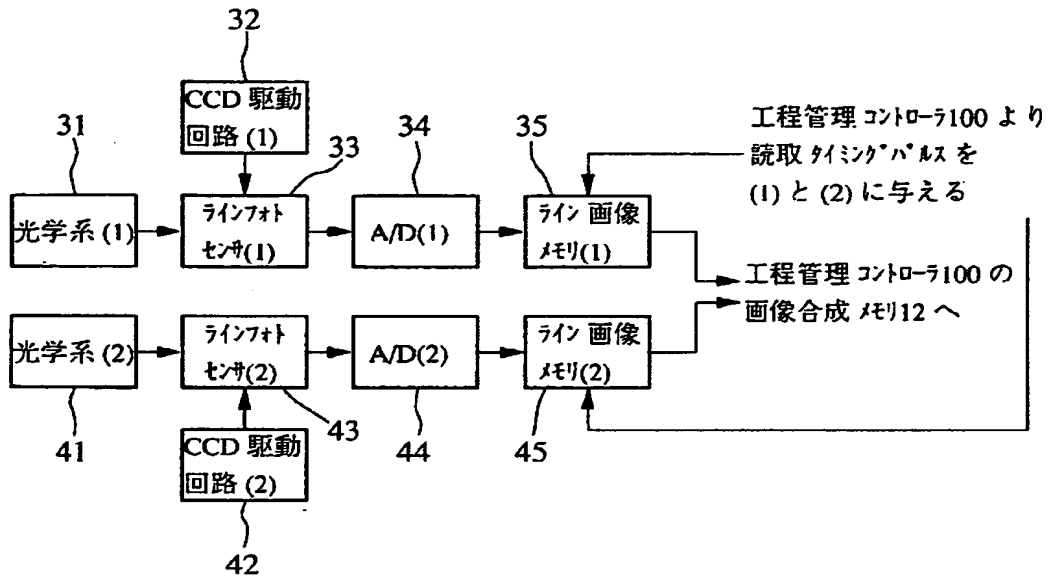 32
CCD 駆動
回路 (1)
31
33
34
35
工程管理 コントローラ100 より
読取 タイミングパルスを
(1) と (2) に与える
光学系 (1)
ラインフォト
センサ(1)
A/D(1)
ライン 画像
メモリ(1)
工程管理 コントローラ100 の
画像合成 メモリ12 へ
光学系 (2)
ラインフォト
センサ(2)
A/D(2)
ライン 画像
メモリ(2)
41
43
44
45
CCD 駆動
回路 (2)
42